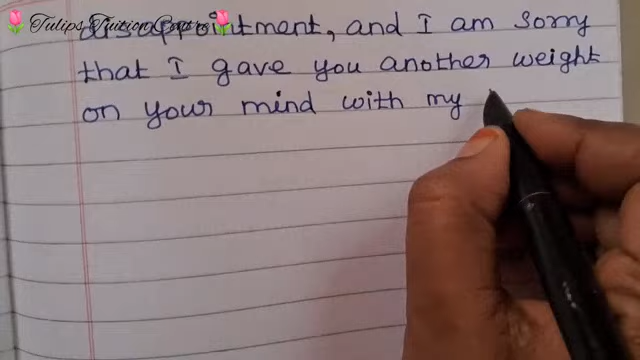 Tulips Tuition Centre
disappointment, and I am sorry
that I gave you another weight
on your mind with my